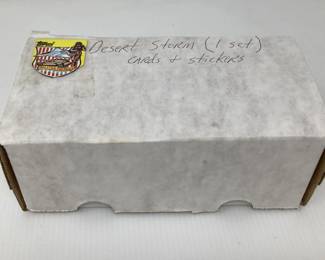 Desert Storm (1 set)
cards + stickers